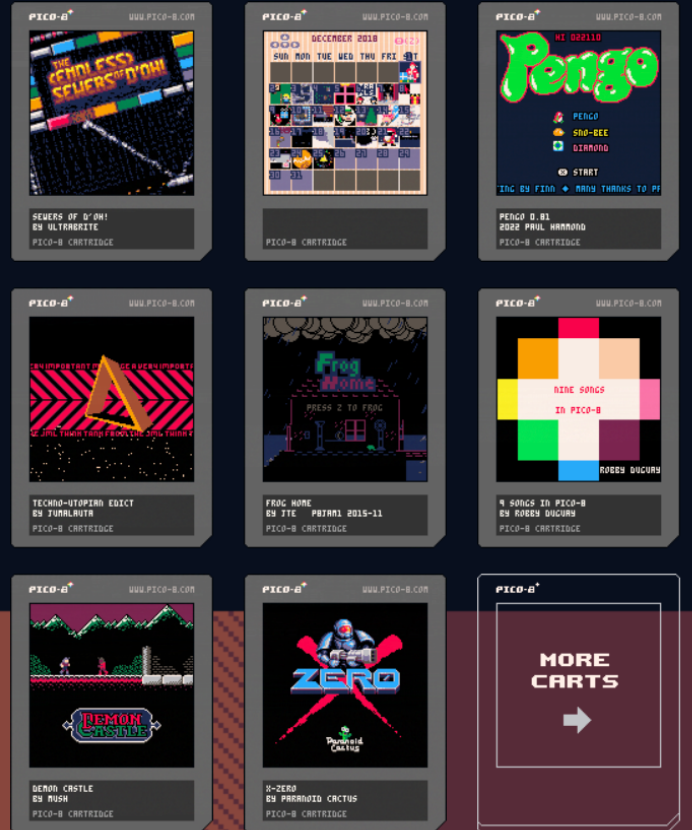 PICO-8 WWW.PICO-8.COM
THE
(ENDLESS)
SEWERS OF D'OH!
SEWERS OF D'OH!
BY ULTRABRITE
PICO-8 CARTRIDGE
PICO-8 WWW.PICO-8.COM
DECEMBER 2018
SUN MON TUE WED THU FRI SAT
PICO-8 CARTRIDGE
PICO-8 WWW.PICO-8.COM
HI 022110
Pengo
PENGO
SNO-BEE
DIAMOND
START
ING BY FINN ◆ MANY THANKS TO PF
PENGO 0.81
2022 PAUL HAMMOND
PICO-8 CARTRIDGE
PICO-8 WWW.PICO-8.COM
A VERY IMPORTA
TECHNO-UTOPIAN EDICT
BY JUMALAUTA
PICO-8 CARTRIDGE
PICO-8 WWW.PICO-8.COM
Frog
Home
PRESS Z TO FROG
FROG HOME
BY JTE P8JAM1 2015-11
PICO-8 CARTRIDGE
PICO-8 WWW.PICO-8.COM
NINE SONGS
IN PICO-8
ROBBY DUGUAY
9 SONGS IN PICO-8
BY ROBBY DUGUAY
PICO-8 CARTRIDGE
PICO-8 WWW.PICO-8.COM
DEMON
CASTLE
DEMON CASTLE
BY MUSH
PICO-8 CARTRIDGE
PICO-8 WWW.PICO-8.COM
X
ZERO
Paranoid
Cactus
X-ZERO
BY PARANOID CACTUS
PICO-8 CARTRIDGE
PICO-8
MORE
CARTS